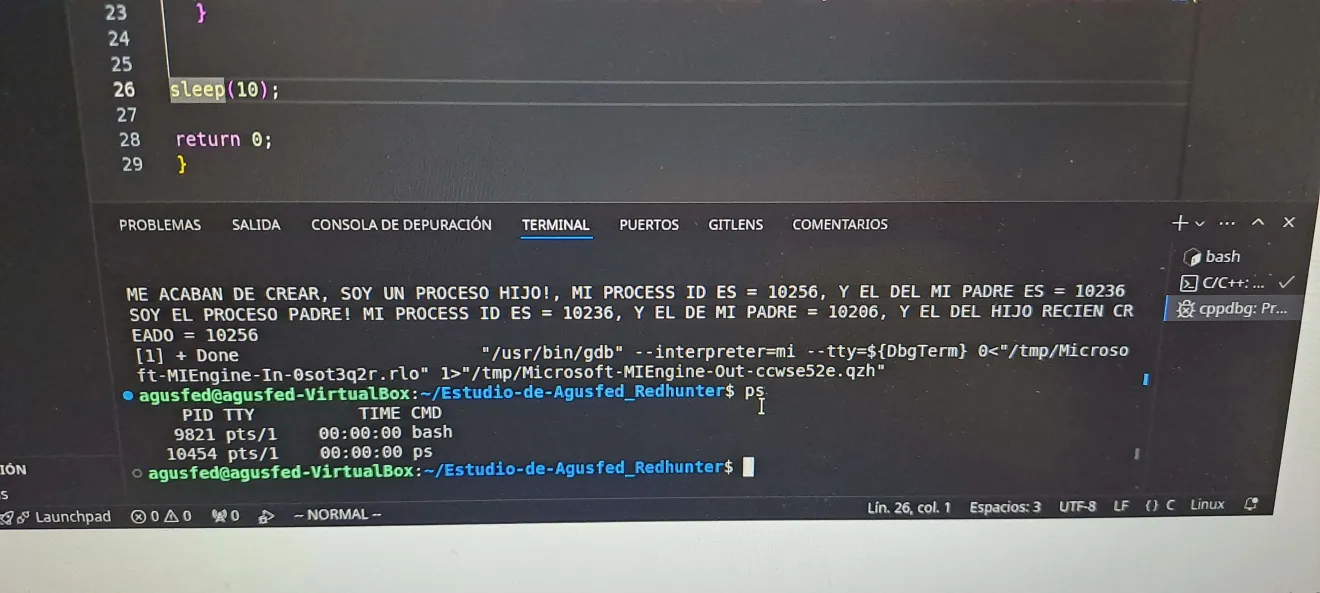 23 }
24
25
26 sleep(10);
27
28 return 0;
29 }
PROBLEMAS SALIDA CONSOLA DE DEPURACIÓN TERMINAL PUERTOS GITLENS COMENTARIOS
bash
C/C++: ...
cppdbg: Pr...
ME ACABAN DE CREAR, SOY UN PROCESO HIJO!, MI PROCESS ID ES = 10256, Y EL DEL MI PADRE ES = 10236
SOY EL PROCESO PADRE! MI PROCESS ID ES = 10236, Y EL DE MI PADRE = 10206, Y EL DEL HIJO RECIEN CR
EADO = 10256
[1] + Done "/usr/bin/gdb" --interpreter=mi --tty=${DbgTerm} 0<"/tmp/Microso
ft-MIEngine-In-0sot3q2r.rlo" 1>"/tmp/Microsoft-MIEngine-Out-ccwse52e.qzh"
agusfed@agusfed-VirtualBox:~/Estudio-de-Agusfed_Redhunter$ ps
PID TTY TIME CMD
9821 pts/1 00:00:00 bash
10454 pts/1 00:00:00 ps
agusfed@agusfed-VirtualBox:~/Estudio-de-Agusfed_Redhunter$
IÓN
s
Launchpad 0 0 0 -- NORMAL -- Lín. 26, col. 1 Espacios: 3 UTF-8 LF {} C Linux